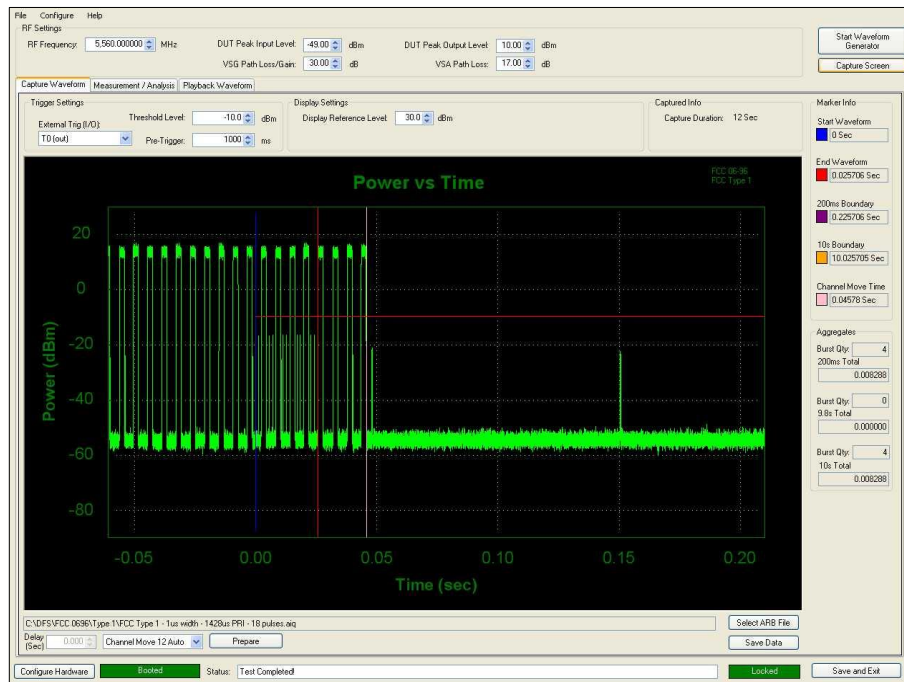 File Configure Help
RF Settings
RF Frequency: 5,560.000000 MHz DUT Peak Input Level: -49.00 dBm DUT Peak Output Level: 10.00 dBm
VSG Path Loss/Gain: 30.00 dB VSA Path Loss: 17.00 dB
Start Waveform Generator
Capture Screen
Capture Waveform Measurement / Analysis Playback Waveform
Trigger Settings
External Trig (I/O): Threshold Level: -10.0 dBm
T0 (out) Pre-Trigger: 1000 ms
Display Settings
Display Reference Level: 30.0 dBm
Captured Info
Capture Duration: 12 Sec
Marker Info
Start Waveform
0 Sec
End Waveform
0.025706 Sec
200ms Boundary
0.225706 Sec
10s Boundary
10.025705 Sec
Channel Move Time
0.04578 Sec
Aggregates
Burst Qty: 4
200ms Total
0.008288
Burst Qty: 0
9.8s Total
0.000000
Burst Qty: 4
10s Total
0.008288
Power vs Time
FCC 06-96
FCC Type 1
Power (dBm)
20
0
-20
-40
-60
-80
-0.05 0.00 0.05 0.10 0.15 0.20
Time (sec)
C:\DFS\FCC 0696\Type 1\FCC Type 1 - 1us width - 1428us PRI - 18 pulses.aiq Select ARB File
Delay (Sec) 0.000 Channel Move 12 Auto Prepare Save Data
Configure Hardware Booted Status: Test Completed! Locked Save and Exit